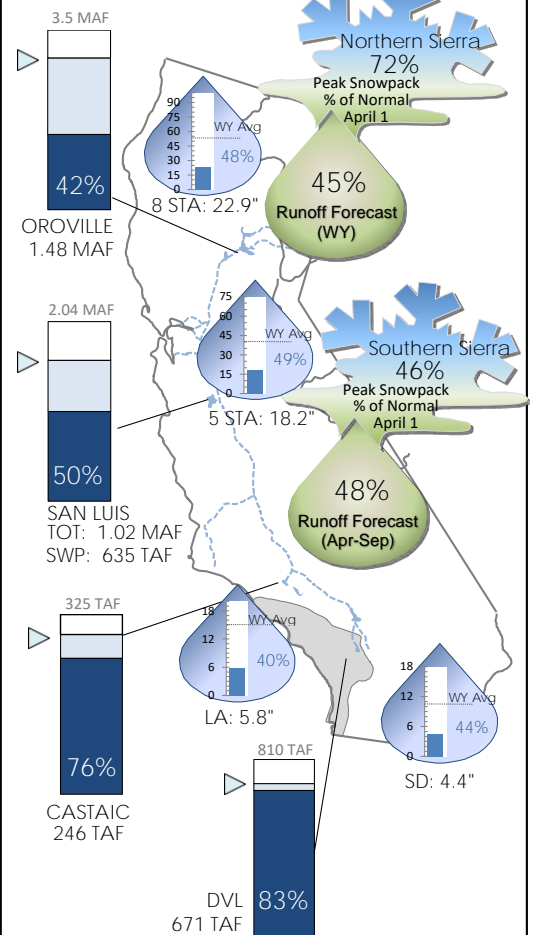 3.5 MAF
42%
OROVILLE
1.48 MAF
90
75
60
45
30
15
0
WY Avg
48%
8 STA: 22.9"
Northern Sierra
72%
Peak Snowpack
% of Normal
April 1
45%
Runoff Forecast
(WY)
2.04 MAF
50%
SAN LUIS
TOT: 1.02 MAF
SWP: 635 TAF
75
60
45
30
15
0
WY Avg
49%
5 STA: 18.2"
Southern Sierra
46%
Peak Snowpack
% of Normal
April 1
48%
Runoff Forecast
(Apr-Sep)
325 TAF
76%
CASTAIC
246 TAF
18
12
6
0
WY Avg
40%
LA: 5.8"
18
12
6
0
WY Avg
44%
SD: 4.4"
810 TAF
83%
DVL
671 TAF